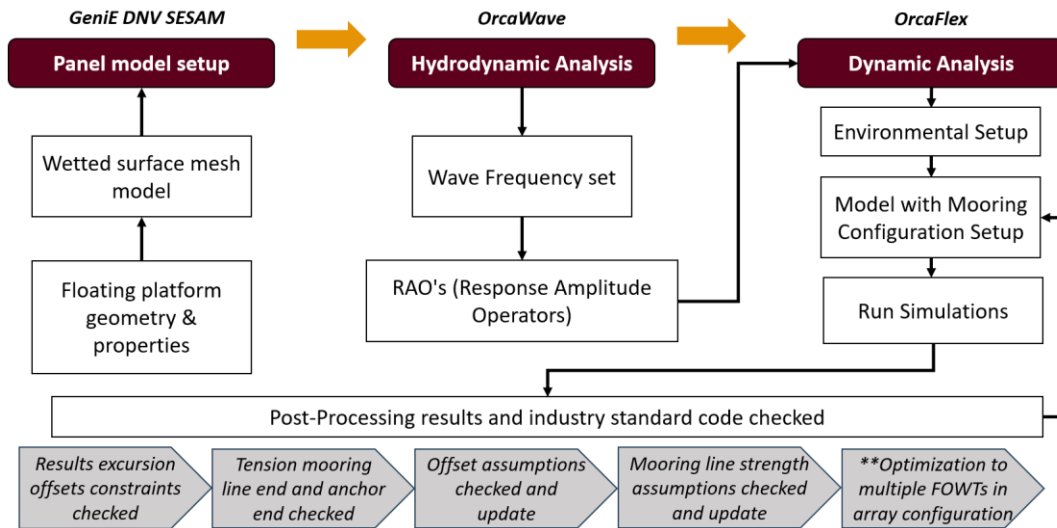 GeniE DNV SESAM
OrcaWave
OrcaFlex
Panel model setup
Hydrodynamic Analysis
Dynamic Analysis
Wetted surface mesh
model
Floating platform
geometry &
properties
Wave Frequency set
RAO's (Response Amplitude
Operators)
Environmental Setup
Model with Mooring
Configuration Setup
Run Simulations
Post-Processing results and industry standard code checked
Results excursion
offsets constraints
checked
Tension mooring
line end and anchor
end checked
Offset assumptions
checked and
update
Mooring line strength
assumptions checked
and update
**Optimization to
multiple FOWTs in
array configuration